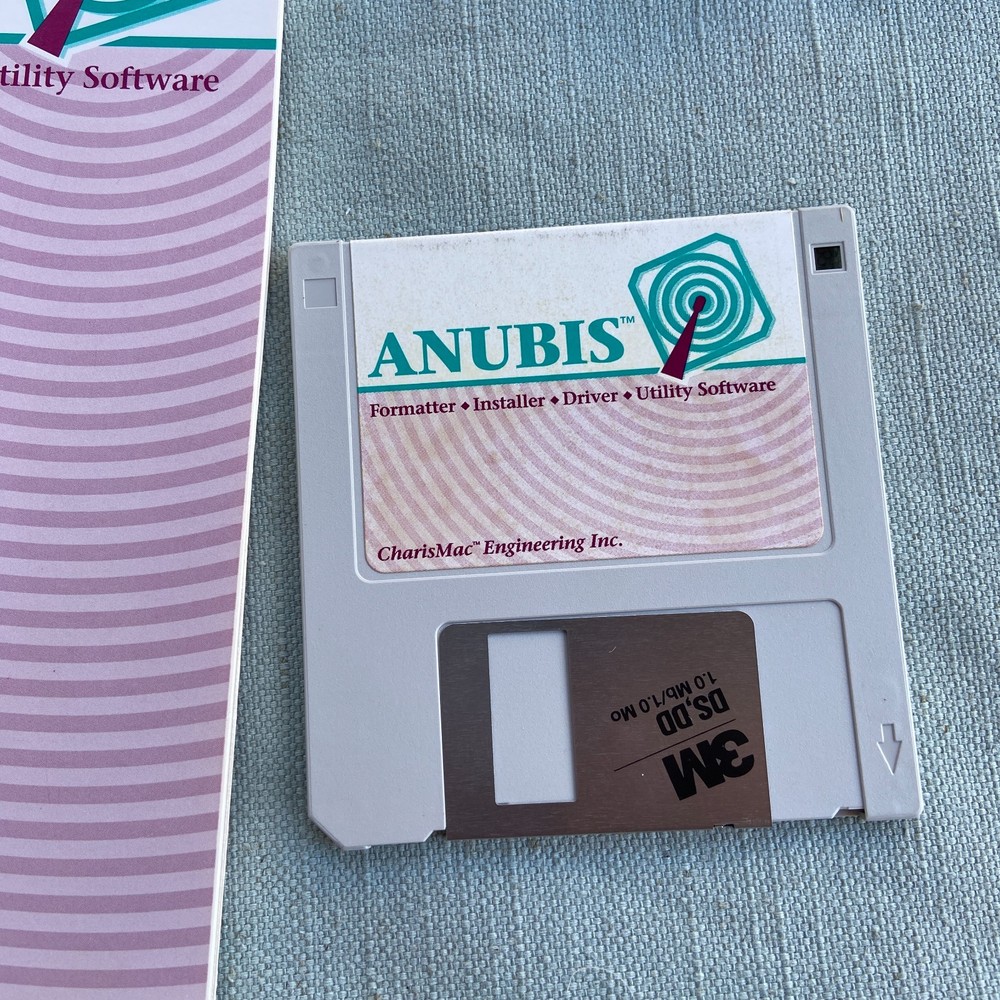 tility Software
ANUBIS™
Formatter ◆ Installer ◆ Driver ◆ Utility Software
CharisMac™ Engineering Inc.
3M
DS,DD
1.0 Mb/1.0 Mo